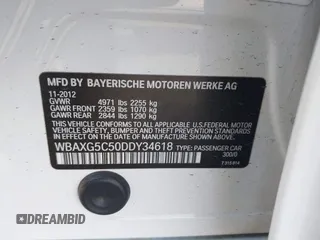 MFD BY BAYERISCHE MOTOREN WERKE AG
11-2012
GVWR 4971 lbs 2255 kg
GAWR FRONT 2359 lbs 1070 kg
GAWR REAR 2844 lbs 1290 kg
THIS VEHICLE CONFORMS TO ALL APPLICABLE
U.S. FEDERAL MOTOR VEHICLE SAFETY, BUMPER
AND THEFT PREVENTION STANDARDS IN EFFECT
ON THE DATE OF MANUFACTURE SHOWN ABOVE.
WBAXG5C50DDY34618 TYPE: PASSENGER CAR
300/0
DREAMBID